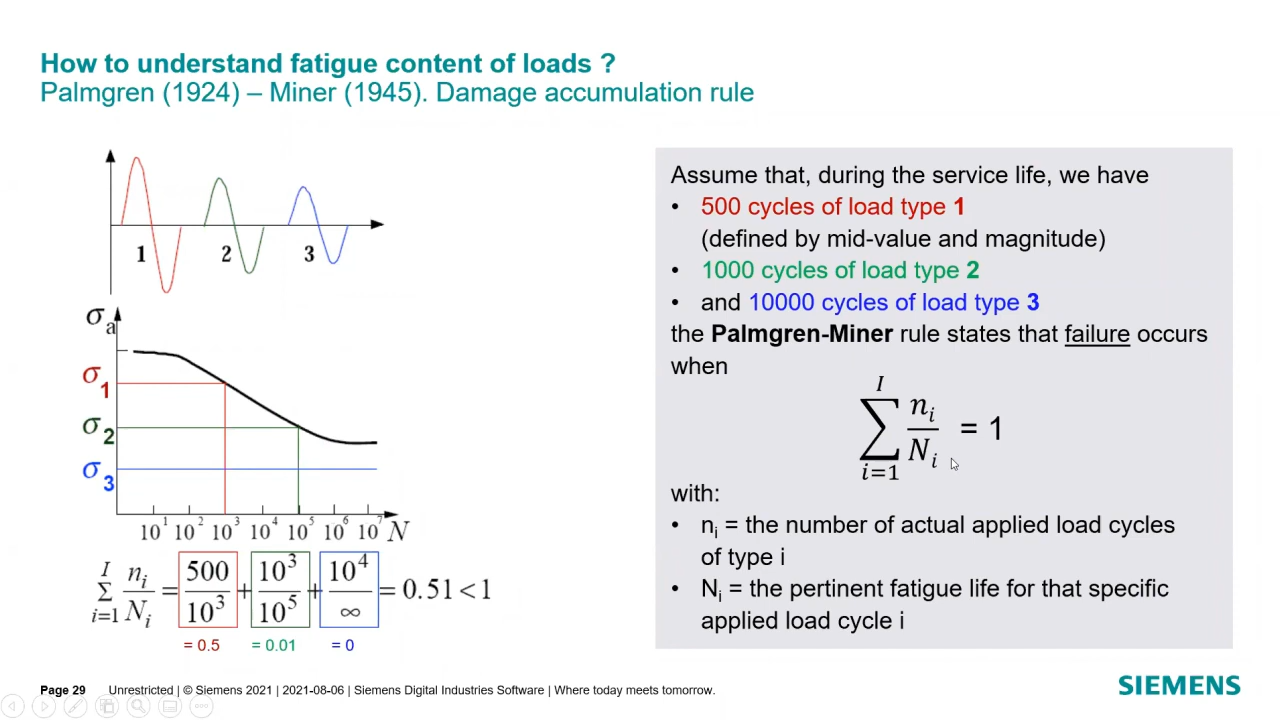 How to understand fatigue content of loads ?
Palmgren (1924) – Miner (1945). Damage accumulation rule
1 2 3
σa
σ1
σ2
σ3
10¹ 10² 10³ 10⁴ 10⁵ 10⁶ 10⁷ N
I Σ i=1 nᵢ/Nᵢ = 500/10³ + 10³/10⁵ + 10⁴/∞ = 0.51 < 1
= 0.5 = 0.01 = 0
Assume that, during the service life, we have
• 500 cycles of load type 1
(defined by mid-value and magnitude)
• 1000 cycles of load type 2
• and 10000 cycles of load type 3
the Palmgren-Miner rule states that failure occurs
when
I ∑ i=1 nᵢ/Nᵢ = 1
with:
• nᵢ = the number of actual applied load cycles
of type i
• Nᵢ = the pertinent fatigue life for that specific
applied load cycle i
Page 29 Unrestricted | © Siemens 2021 | 2021-08-06 | Siemens Digital Industries Software | Where today meets tomorrow.
SIEMENS